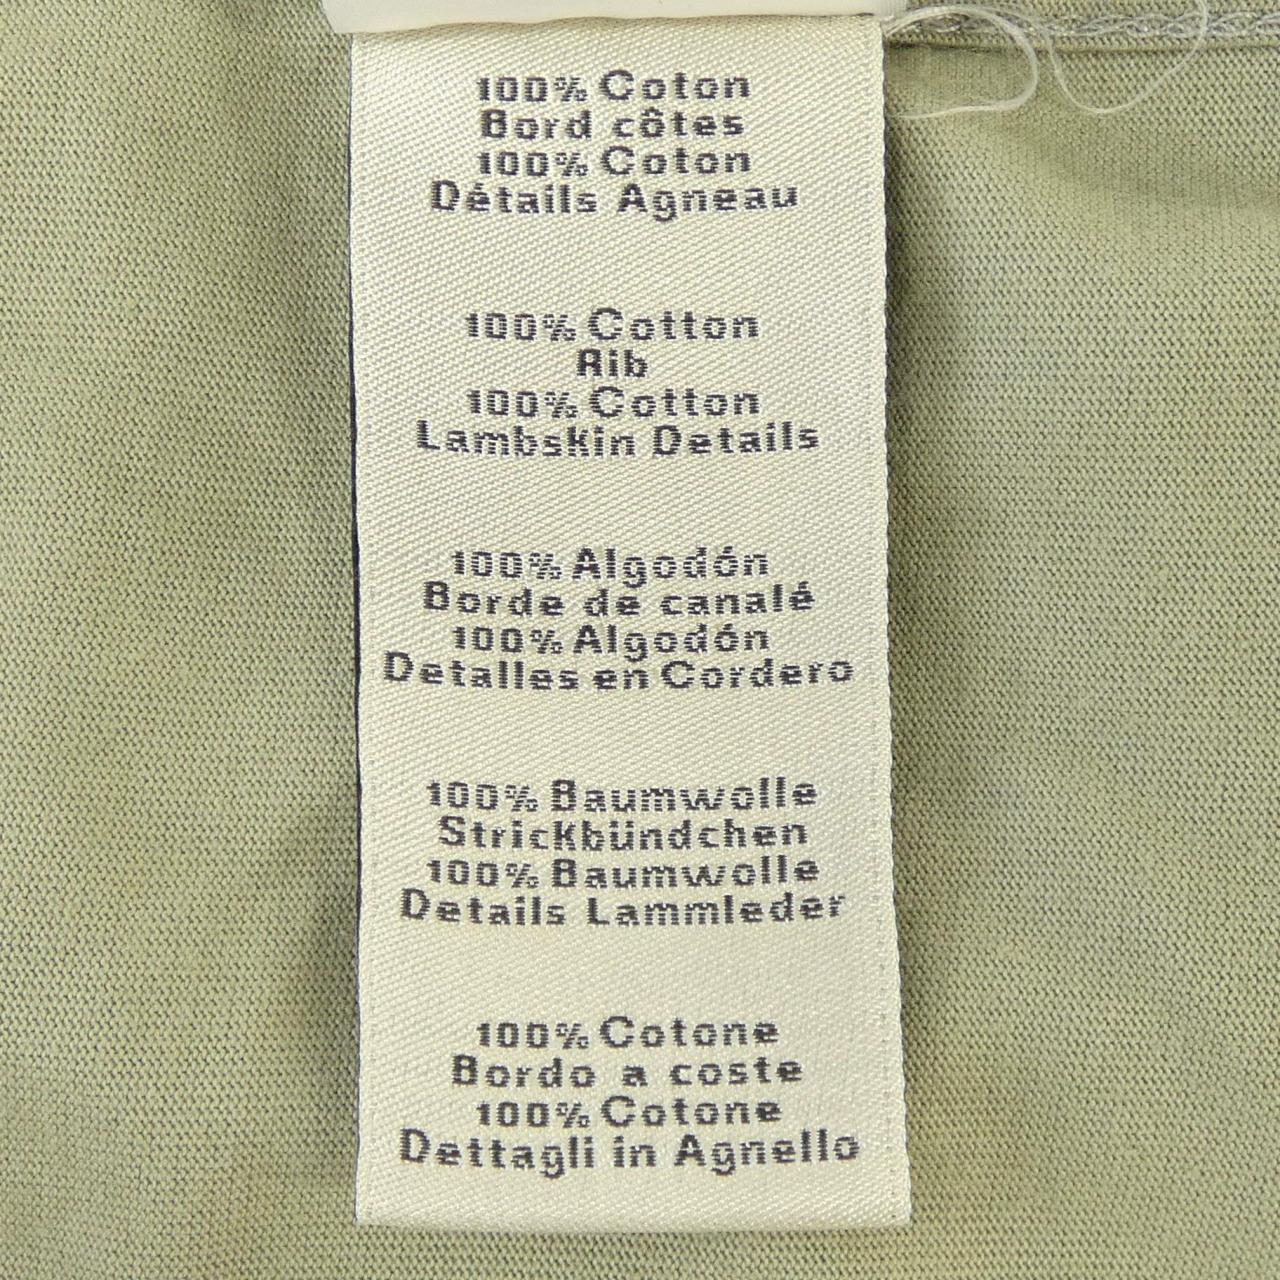 100% Coton
Bord côtes
100% Coton
Détails Agneau
100% Cotton
Rib
100% Cotton
Lambskin Details
100% Algodón
Borde de canalé
100% Algodón
Detalles en Cordero
100% Baumwolle
Strickbündchen
100% Baumwolle
Details Lammleder
100% Cotone
Bordo a coste
100% Cotone
Dettagli in Agnello